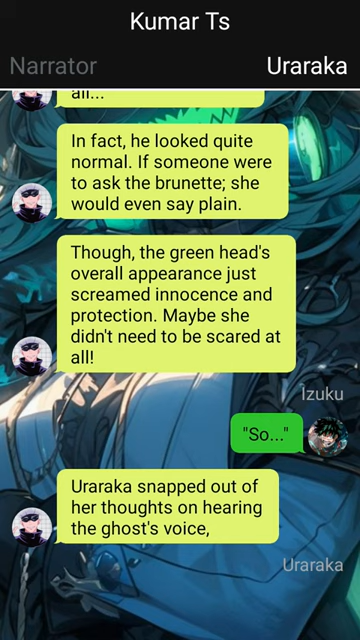 Kumar Ts
Narrator
Uraraka
all...
In fact, he looked quite
normal. If someone were
to ask the brunette; she
would even say plain.
Though, the green head's
overall appearance just
screamed innocence and
protection. Maybe she
didn't need to be scared at
all!
Izuku
"So..."
Uraraka snapped out of
her thoughts on hearing
the ghost's voice,
Uraraka